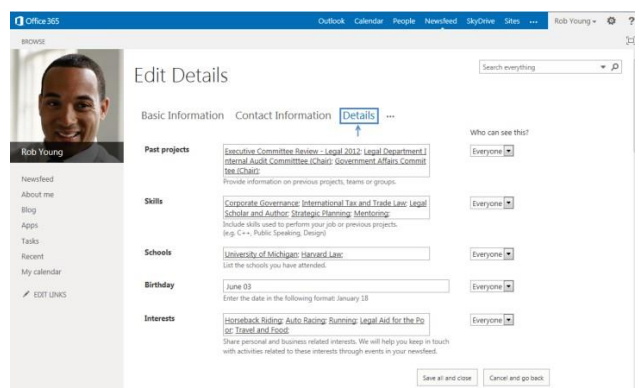 Office 365
Outlook Calendar People Newsfeed SkyDrive Sites ... Rob Young ?
BROWSE
Search everything
Edit Details
Basic Information Contact Information Details ...
Who can see this?
Rob Young
Past projects
Executive Committee Review - Legal 2012; Legal Department I
nternal Audit Committtee (Chair); Government Affairs Commit
tee (Chair);
Everyone
Provide information on previous projects, teams or groups.
Newsfeed
About me
Blog
Apps
Tasks
Recent
My calendar
EDIT LINKS
Skills
Corporate Governance; International Tax and Trade Law; Legal
Scholar and Author; Strategic Planning; Mentoring;
Everyone
Include skills used to perform your job or previous projects.
(e.g. C++, Public Speaking, Design)
Schools
University of Michigan; Harvard Law;
Everyone
List the schools you have attended.
Birthday
June 03
Everyone
Enter the date in the following format: January 18
Interests
Horseback Riding; Auto Racing; Running; Legal Aid for the Po
or; Travel and Food;
Everyone
Share personal and business related interests. We will help you keep in touch
with activities related to these interests through events in your newsfeed.
Save all and close Cancel and go back